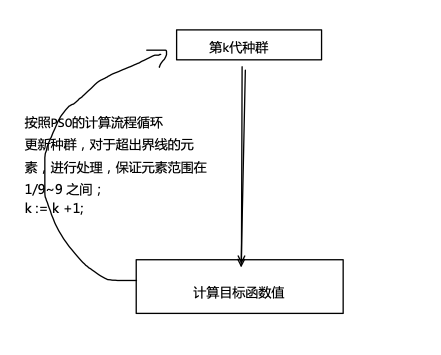 第k代种群
按照PSO的计算流程循环
更新种群，对于超出界线的元
素，进行处理，保证元素范围在
1/9~9 之间；
k := k +1;
计算目标函数值